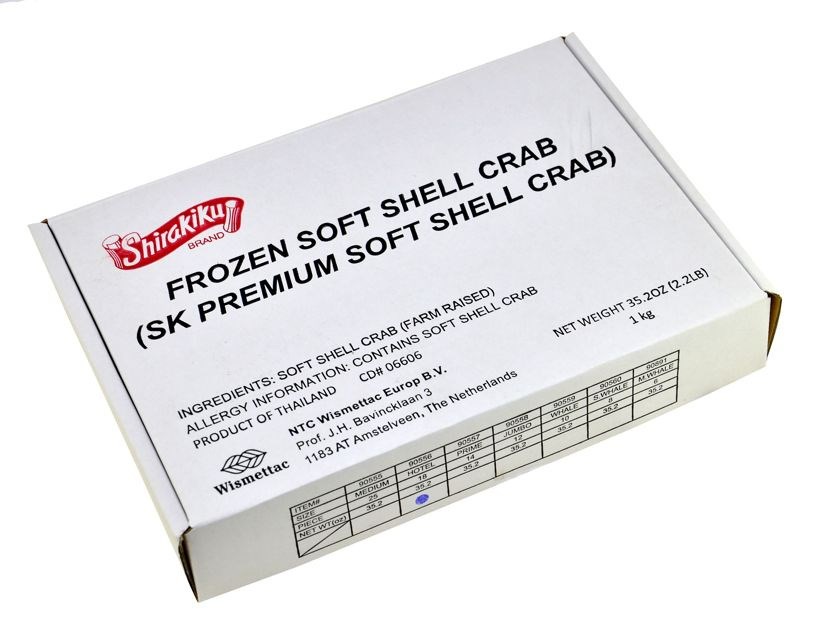 Shirakiku
BRAND
FROZEN SOFT SHELL CRAB
(SK PREMIUM SOFT SHELL CRAB)
INGREDIENTS: SOFT SHELL CRAB (FARM RAISED)
ALLERGY INFORMATION: CONTAINS SOFT SHELL CRAB
PRODUCT OF THAILAND CD# 06606
NET WEIGHT 35.2OZ (2.2LB)
1 kg
Wismettac
NTC Wismettac Europ B.V.
Prof. J.H. Bavincklaan 3
1183 AT Amstelveen, The Netherlands
ITEM# 90555 90556 90557 90558 90559 90560 90591
SIZE MEDIUM HOTEL PRIME JUMBO WHALE S.WHALE M.WHALE
PIECE 25 18 14 12 10 8 6
NET WT(oz) 35.2 35.2 35.2 35.2 35.2 35.2 35.2